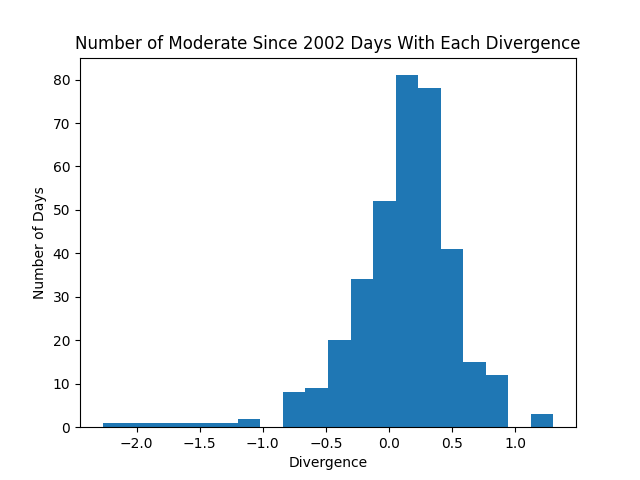 Number of Moderate Since 2002 Days With Each Divergence
80
70
60
50
40
30
20
10
0
Number of Days
−2.0 −1.5 −1.0 −0.5 0.0 0.5 1.0
Divergence